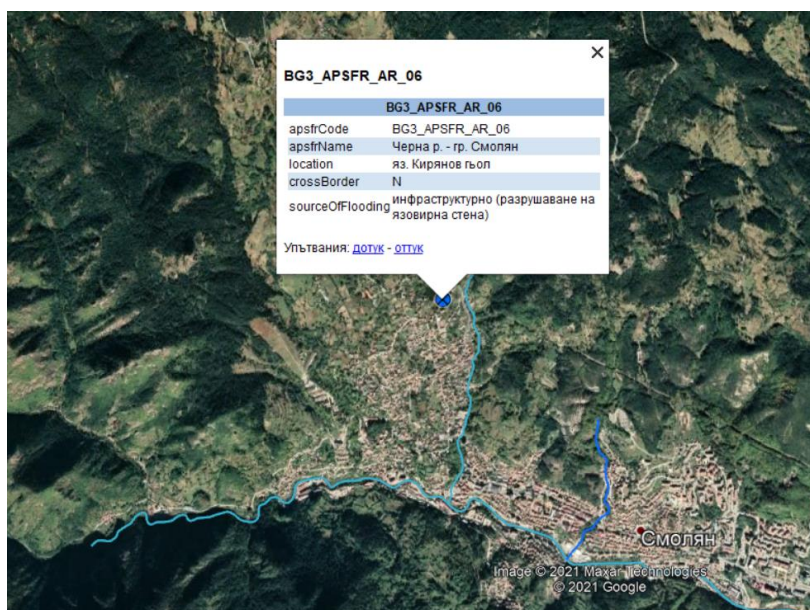 BG3_APSFR_AR_06
BG3_APSFR_AR_06
apsfrCode BG3_APSFR_AR_06
apsfrName Черна р. - гр. Смолян
location яз. Кирянов гьол
crossBorder N
sourceOfFlooding инфраструктурно (разрушаване на
язовирна стена)
Упътвания: дотук - оттук
Смолян
Image © 2021 Maxar Technologies
© 2021 Google